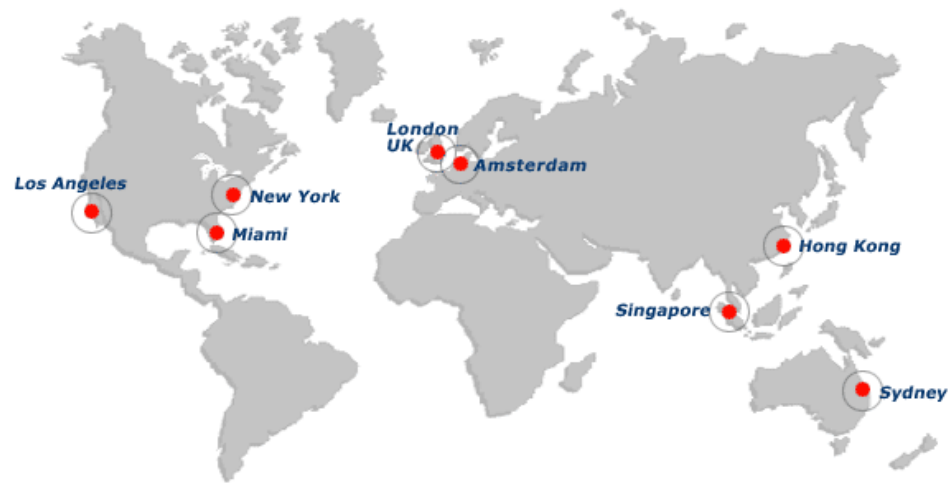 London
UK
Amsterdam
Los Angeles
New York
Miami
Hong Kong
Singapore
Sydney